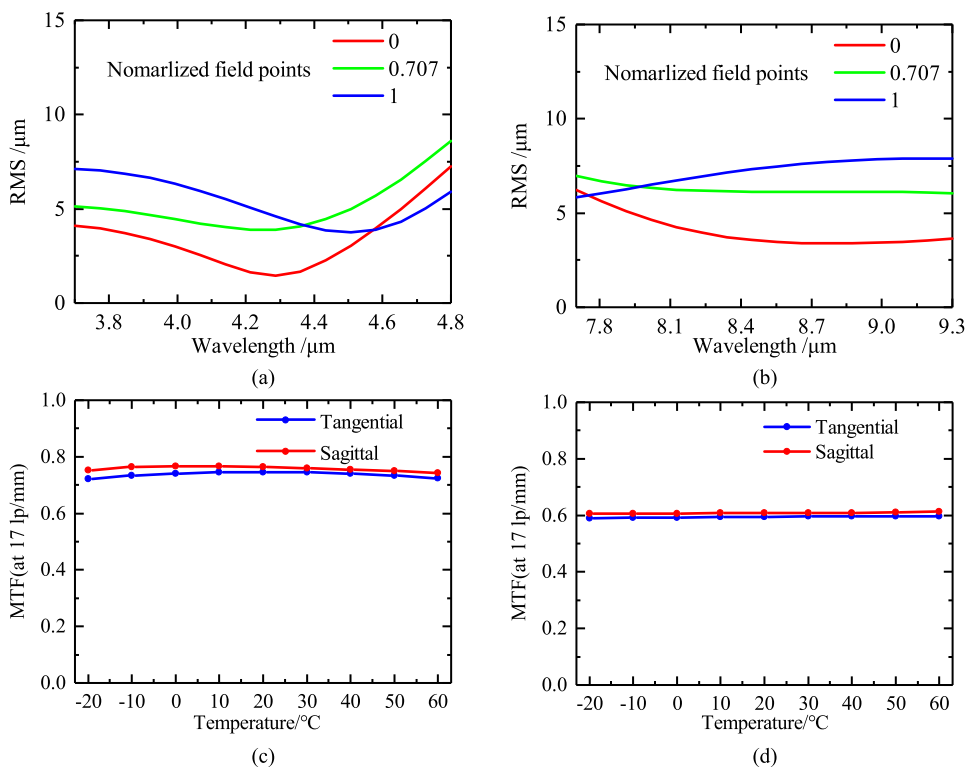 15
10
5
0
RMS /μm
Nomarlized field points
0
0.707
1
3.8 4.0 4.2 4.4 4.6 4.8
Wavelength /μm
(a)
15
10
5
0
RMS /μm
Nomarlized field points
0
0.707
1
7.8 8.1 8.4 8.7 9.0 9.3
Wavelength /μm
(b)
1.0
0.8
0.6
0.4
0.2
0.0
MTF(at 17 lp/mm)
Tangential
Sagittal
-20 -10 0 10 20 30 40 50 60
Temperature/°C
(c)
1.0
0.8
0.6
0.4
0.2
0.0
MTF(at 17 lp/mm)
Tangential
Sagittal
-20 -10 0 10 20 30 40 50 60
Temperature/°C
(d)